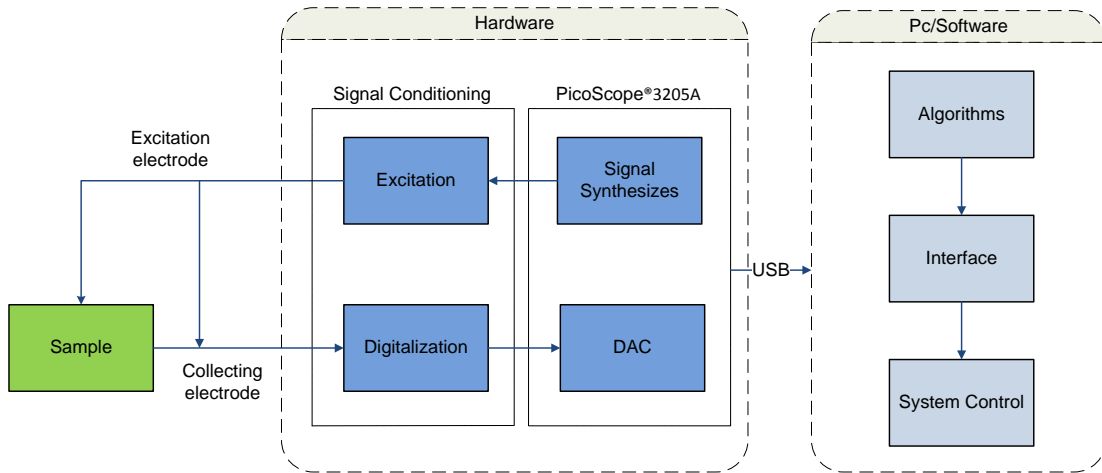 Hardware
Pc/Software
Signal Conditioning
PicoScope®3205A
Excitation
electrode
Excitation
Signal
Synthesizes
Algorithms
USB
Interface
Sample
Collecting
electrode
Digitalization
DAC
System Control